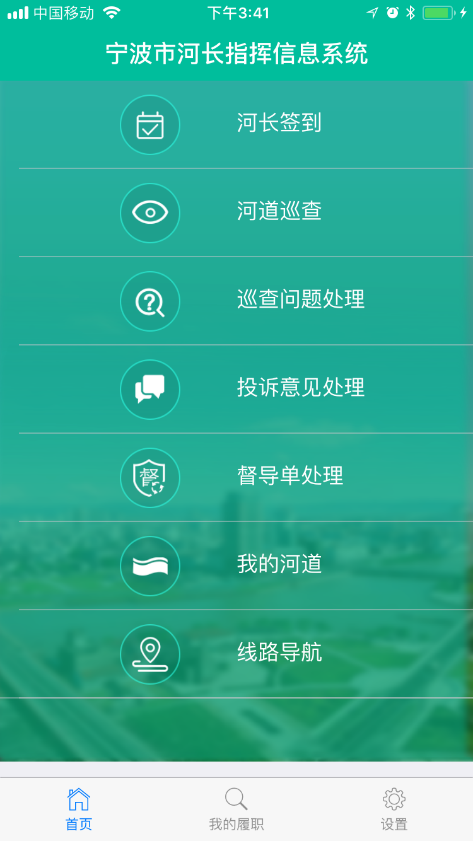 中国移动 下午3:41
宁波市河长指挥信息系统
河长签到
河道巡查
巡查问题处理
投诉意见处理
督 督导单处理
我的河道
线路导航
首页 我的履职 设置